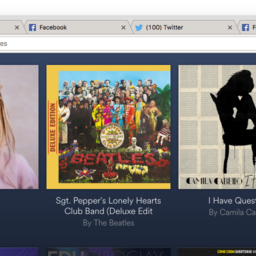 Facebook
(100) Twitter
F
es
DELUXE EDITION
BEATLES
CAMILA CABELLO
Sgt. Pepper's Lonely Hearts
Club Band (Deluxe Edit
By The Beatles
I Have Quest
By Camila Ca